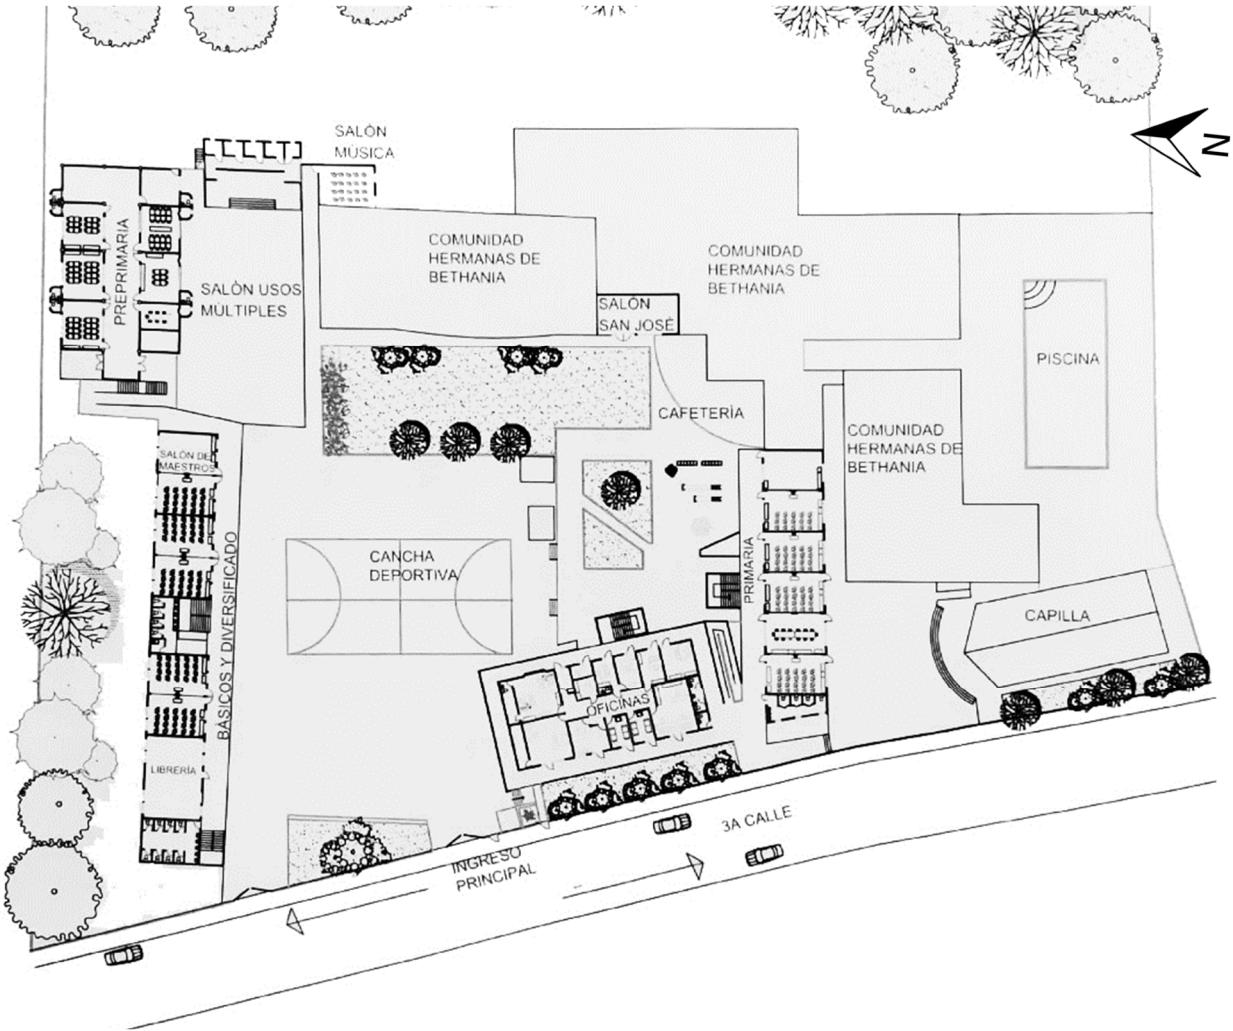 SALÓN
MÚSICA
N
COMUNIDAD
HERMANAS DE
BETHANIA
COMUNIDAD
HERMANAS DE
BETHANIA
PREPRIMARIA
SALÓN USOS
MÚLTIPLES
SALÓN
SAN JOSÉ
PISCINA
CAFETERÍA
COMUNIDAD
HERMANAS DE
BETHANIA
SALÓN DE
MAESTROS
BÁSICOS Y DIVERSIFICADO
CANCHA
DEPORTIVA
PRIMARIA
CAPILLA
OFICINAS
LIBRERÍA
3A CALLE
INGRESO
PRINCIPAL